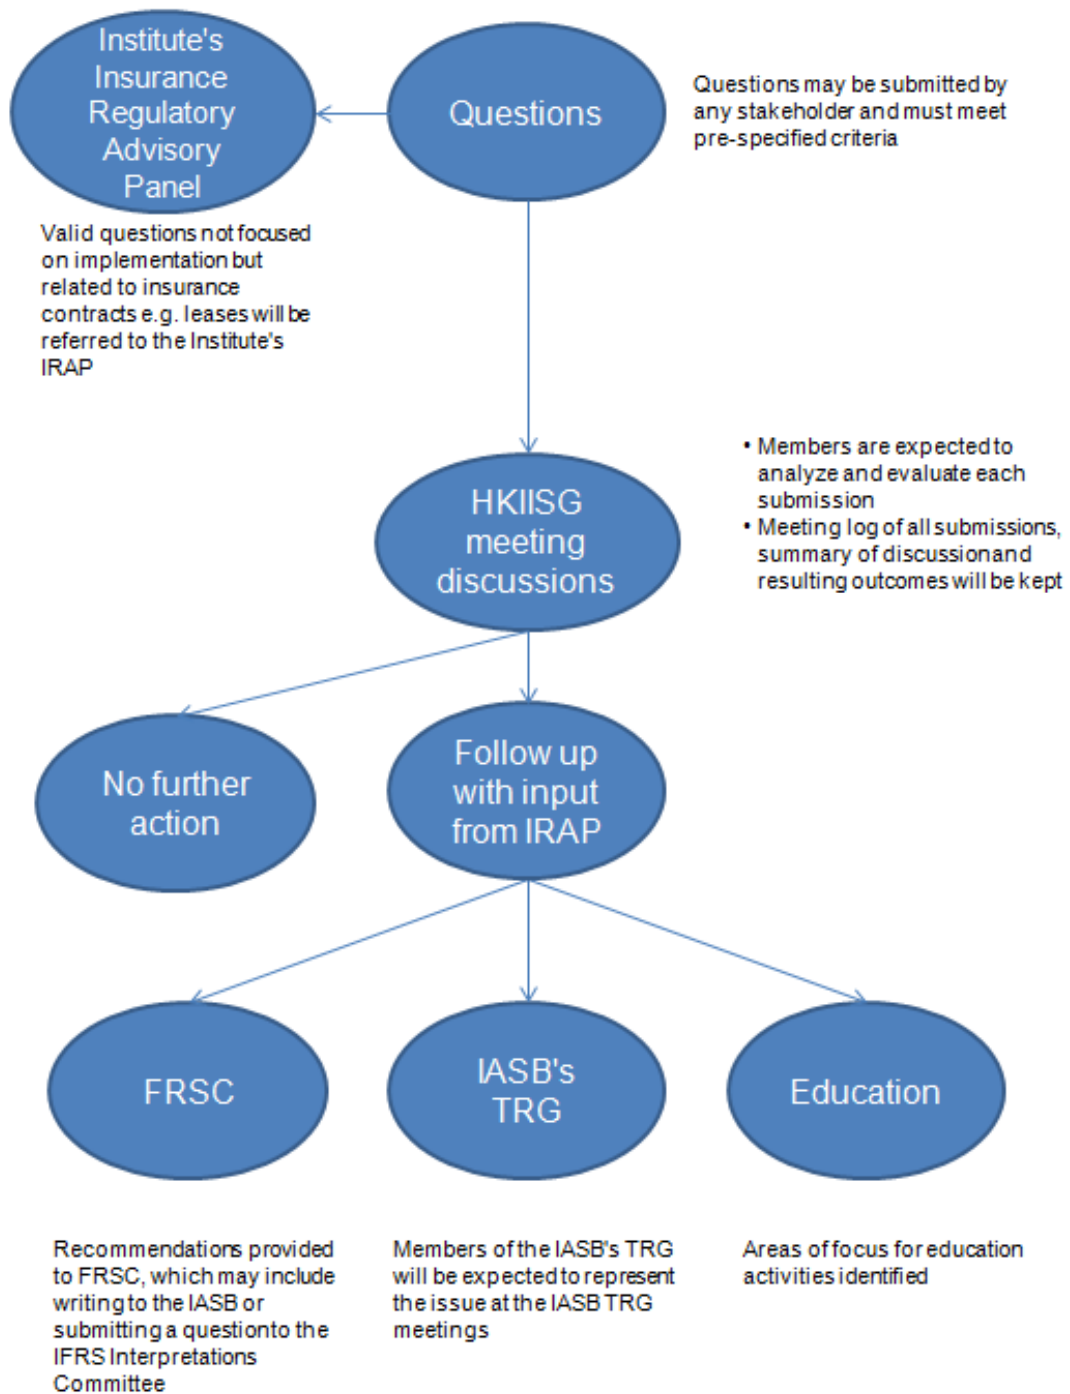 Institute's
Insurance
Regulatory
Advisory
Panel
Questions
Questions may be submitted by
any stakeholder and must meet
pre-specified criteria
Valid questions not focused
on implementation but
related to insurance
contracts e.g. leases will be
referred to the Institute's
IRAP
HKIISG
meeting
discussions
• Members are expected to
analyze and evaluate each
submission
• Meeting log of all submissions,
summary of discussion and
resulting outcomes will be kept
No further
action
Follow up
with input
from IRAP
FRSC
IASB's
TRG
Education
Recommendations provided
to FRSC, which may include
writing to the IASB or
submitting a question to the
IFRS Interpretations
Committee
Members of the IASB's TRG
will be expected to represent
the issue at the IASB TRG
meetings
Areas of focus for education
activities identified